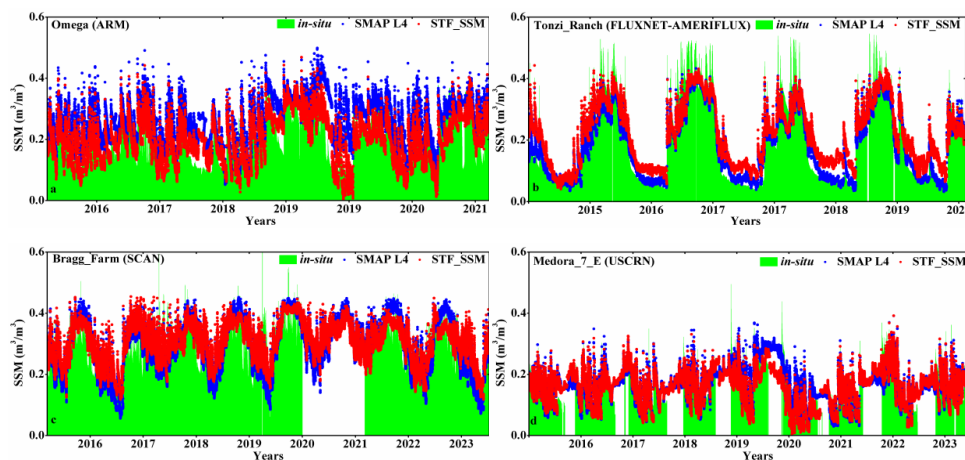 Omega (ARM) in-situ SMAP L4 STF_SSM
SSM (m³/m³)
0.6
0.4
0.2
0.0
a
2016 2017 2017 2018 2019 2019 2020 2021
Years
Tonzi_Ranch (FLUXNET-AMERIFLUX) in-situ SMAP L4 STF_SSM
SSM (m³/m³)
0.6
0.4
0.2
0.0
b
2015 2016 2017 2017 2018 2019
Years
Bragg_Farm (SCAN) in-situ SMAP L4 STF_SSM
SSM (m³/m³)
0.6
0.4
0.2
0.0
c
2016 2017 2018 2019 2020 2021 2022 2023
Years
Medora_7_E (USCRN) in-situ SMAP L4 STF_SSM
SSM (m³/m³)
0.6
0.4
0.2
0.0
d
2016 2017 2018 2019 2020 2021 2022 2023
Years